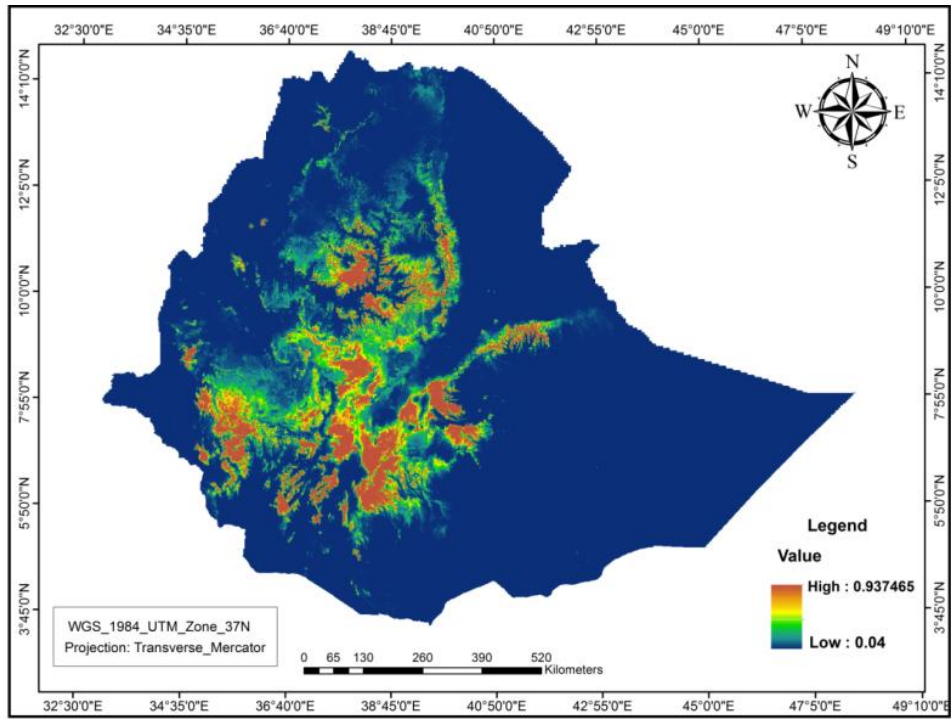 32°30'0"E 34°35'0"E 36°40'0"E 38°45'0"E 40°50'0"E 42°55'0"E 45°0'0"E 47°5'0"E 49°10'0"E
N
W E
S
14°10'0"N 14°10'0"N
12°5'0"N 12°5'0"N
10°0'0"N 10°0'0"N
7°55'0"N 7°55'0"N
5°50'0"N 5°50'0"N
3°45'0"N 3°45'0"N
Legend
Value
High : 0.937465
Low : 0.04
WGS_1984_UTM_Zone_37N
Projection: Transverse_Mercator
0 65 130 260 390 520
Kilometers
32°30'0"E 34°35'0"E 36°40'0"E 38°45'0"E 40°50'0"E 42°55'0"E 45°0'0"E 47°5'0"E 49°10'0"E